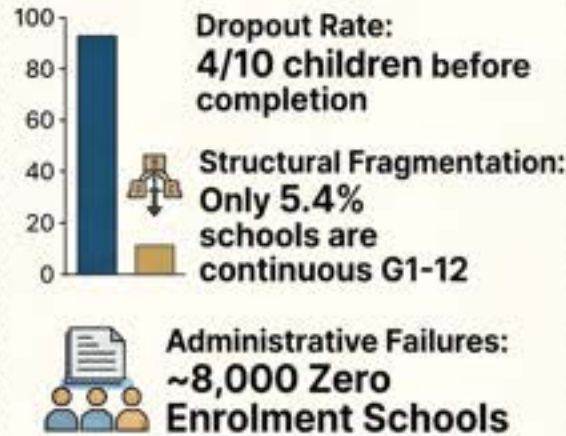 100
80
60
40
20
0
Dropout Rate:
4/10 children before
completion
Structural Fragmentation:
Only 5.4%
schools are
continuous G1-12
Administrative Failures:
~8,000 Zero
Enrolment Schools